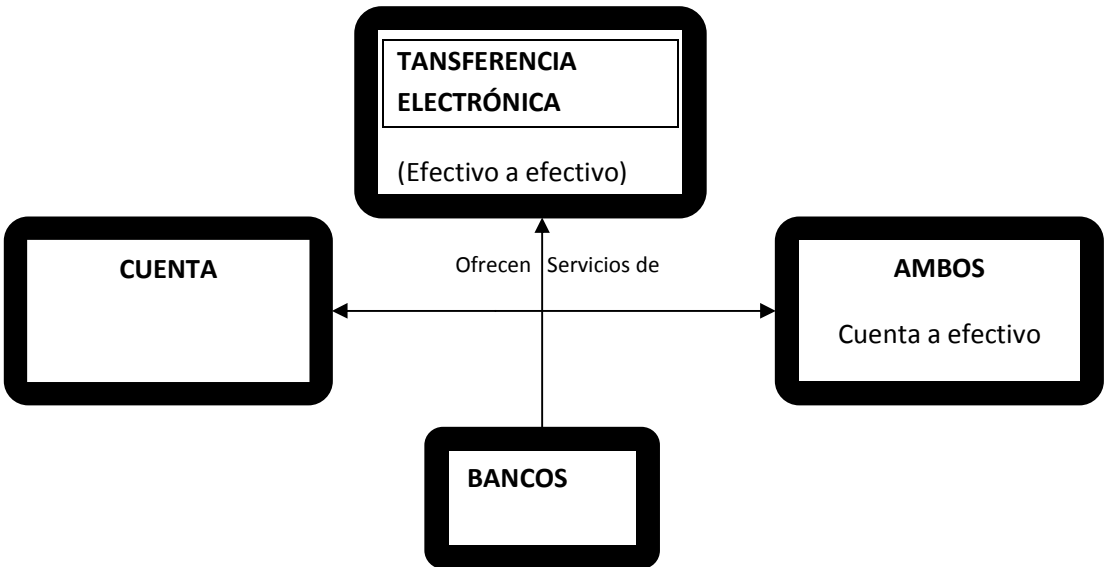 TANSFERENCIA
ELECTRÓNICA
(Efectivo a efectivo)
CUENTA
Ofrecen Servicios de
AMBOS
Cuenta a efectivo
BANCOS